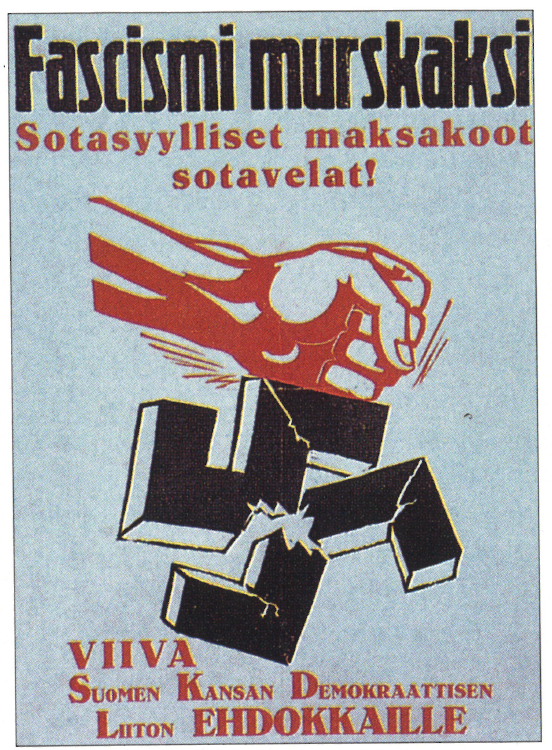 Fascismi murskaksi
Sotasyylliset maksakoot
sotavelat!
VIIVA
SUOMEN KANSAN DEMOKRAATTISEN
LIITON EHDOKKAILLE